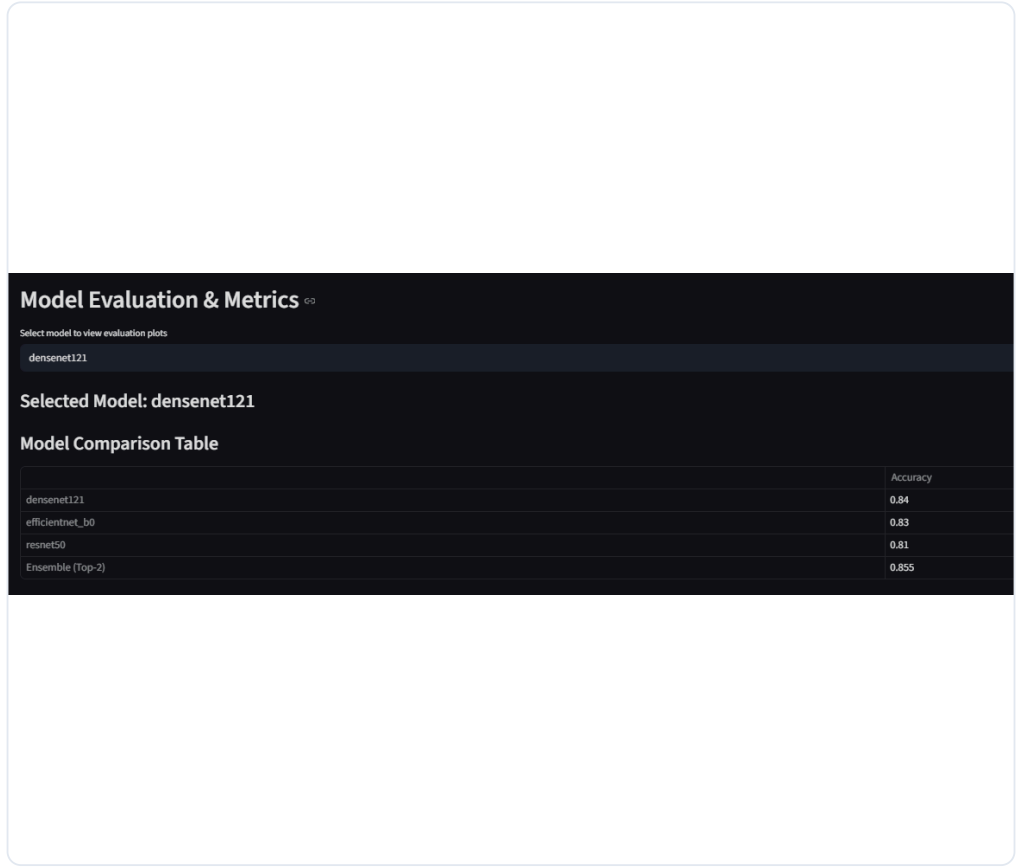 Model Evaluation & Metrics
Select model to view evaluation plots
densenet121
Selected Model: densenet121
Model Comparison Table
Accuracy
densenet121 0.84
efficientnet_b0 0.83
resnet50 0.81
Ensemble (Top-2) 0.855